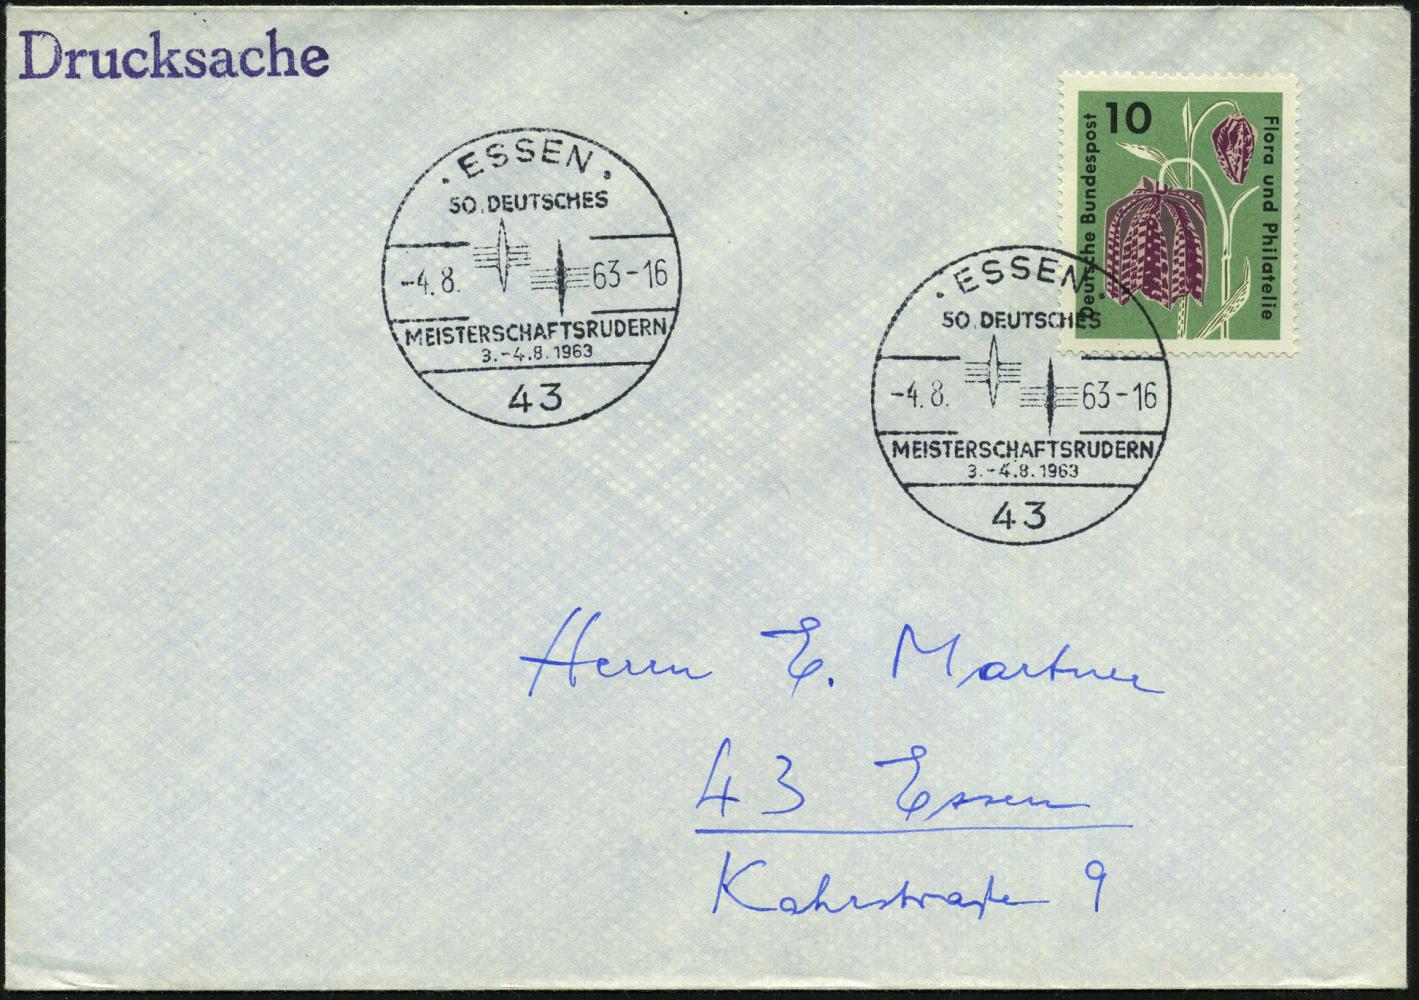 Drucksache
ESSEN
50. DEUTSCHES
-4.8. 63-16
MEISTERSCHAFTSRUDERN
3.-4.8.1963
43
10
Deutsche Bundespost
Flora und Philatelie
ESSEN
50. DEUTSCHES
-4.8. 63-16
MEISTERSCHAFTSRUDERN
3.-4.8.1963
43
Herrn E. Martner
43 Essen
Kahrstraße 9